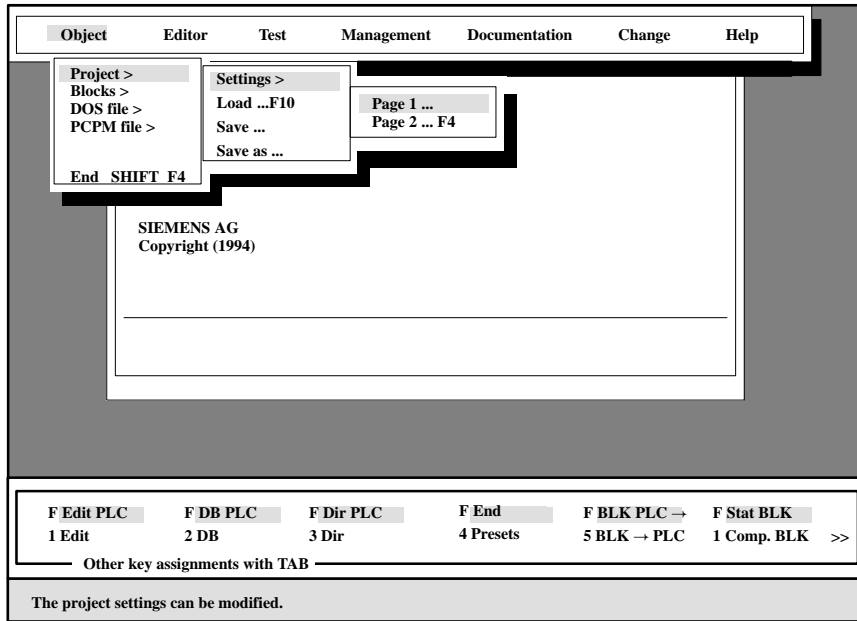 Object Editor Test Management Documentation Change Help
Project >
Blocks >
DOS file >
PCPM file >
End SHIFT F4
Settings >
Load ...F10
Save ...
Save as ...
Page 1 ...
Page 2 ... F4
SIEMENS AG
Copyright (1994)
F Edit PLC F DB PLC F Dir PLC F End F BLK PLC → F Stat BLK
1 Edit 2 DB 3 Dir 4 Presets 5 BLK → PLC 1 Comp. BLK >>
Other key assignments with TAB
The project settings can be modified.